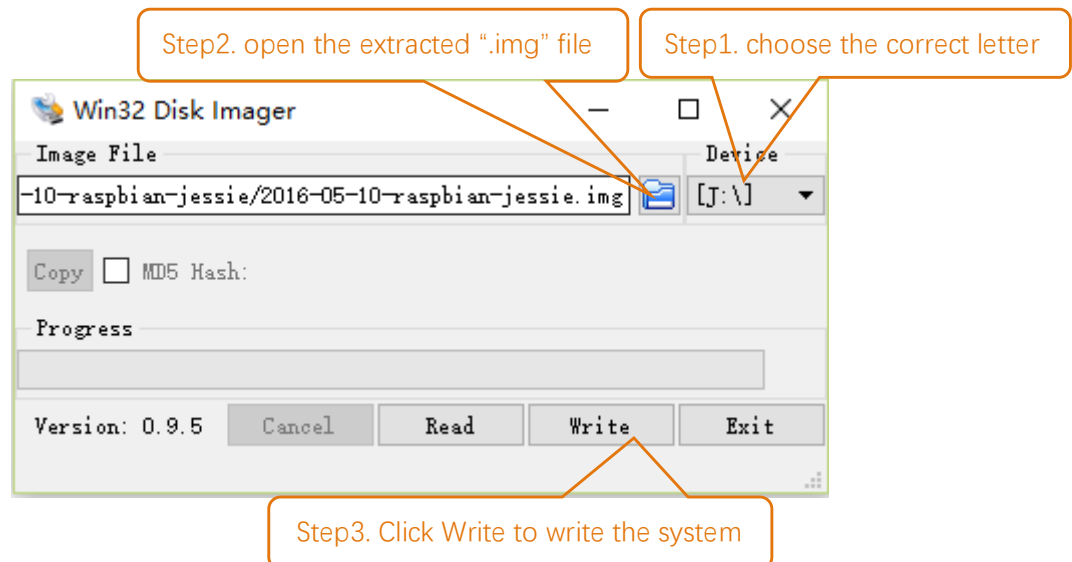 Step2. open the extracted “.img” file
Step1. choose the correct letter
Win32 Disk Imager
Image File
Device
-10-raspbian-jessie/2016-05-10-raspbian-jessie.img
[J:\]
Copy
MD5 Hash:
Progress
Version: 0.9.5
Cancel
Read
Write
Exit
Step3. Click Write to write the system